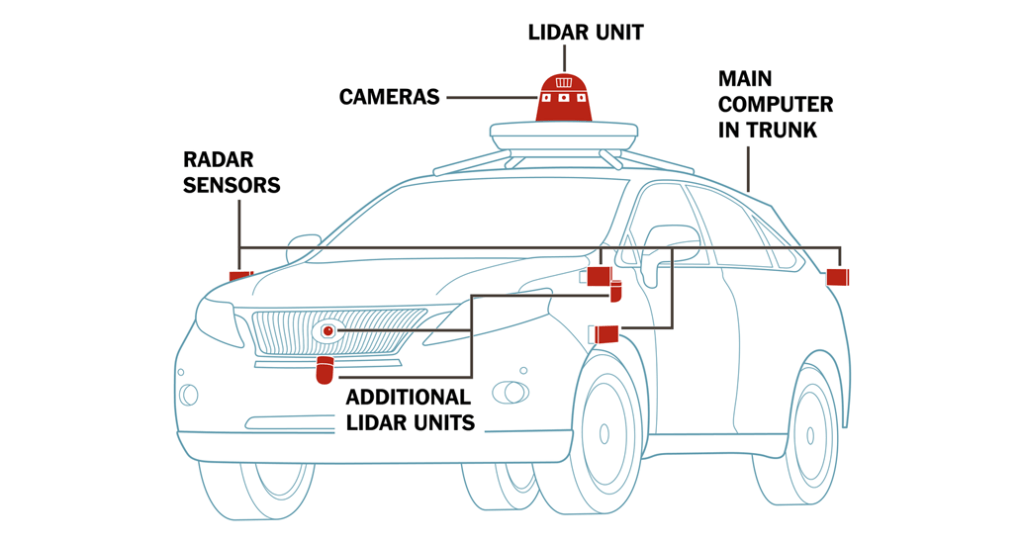 LIDAR UNIT
CAMERAS
MAIN
COMPUTER
IN TRUNK
RADAR
SENSORS
ADDITIONAL
LIDAR UNITS